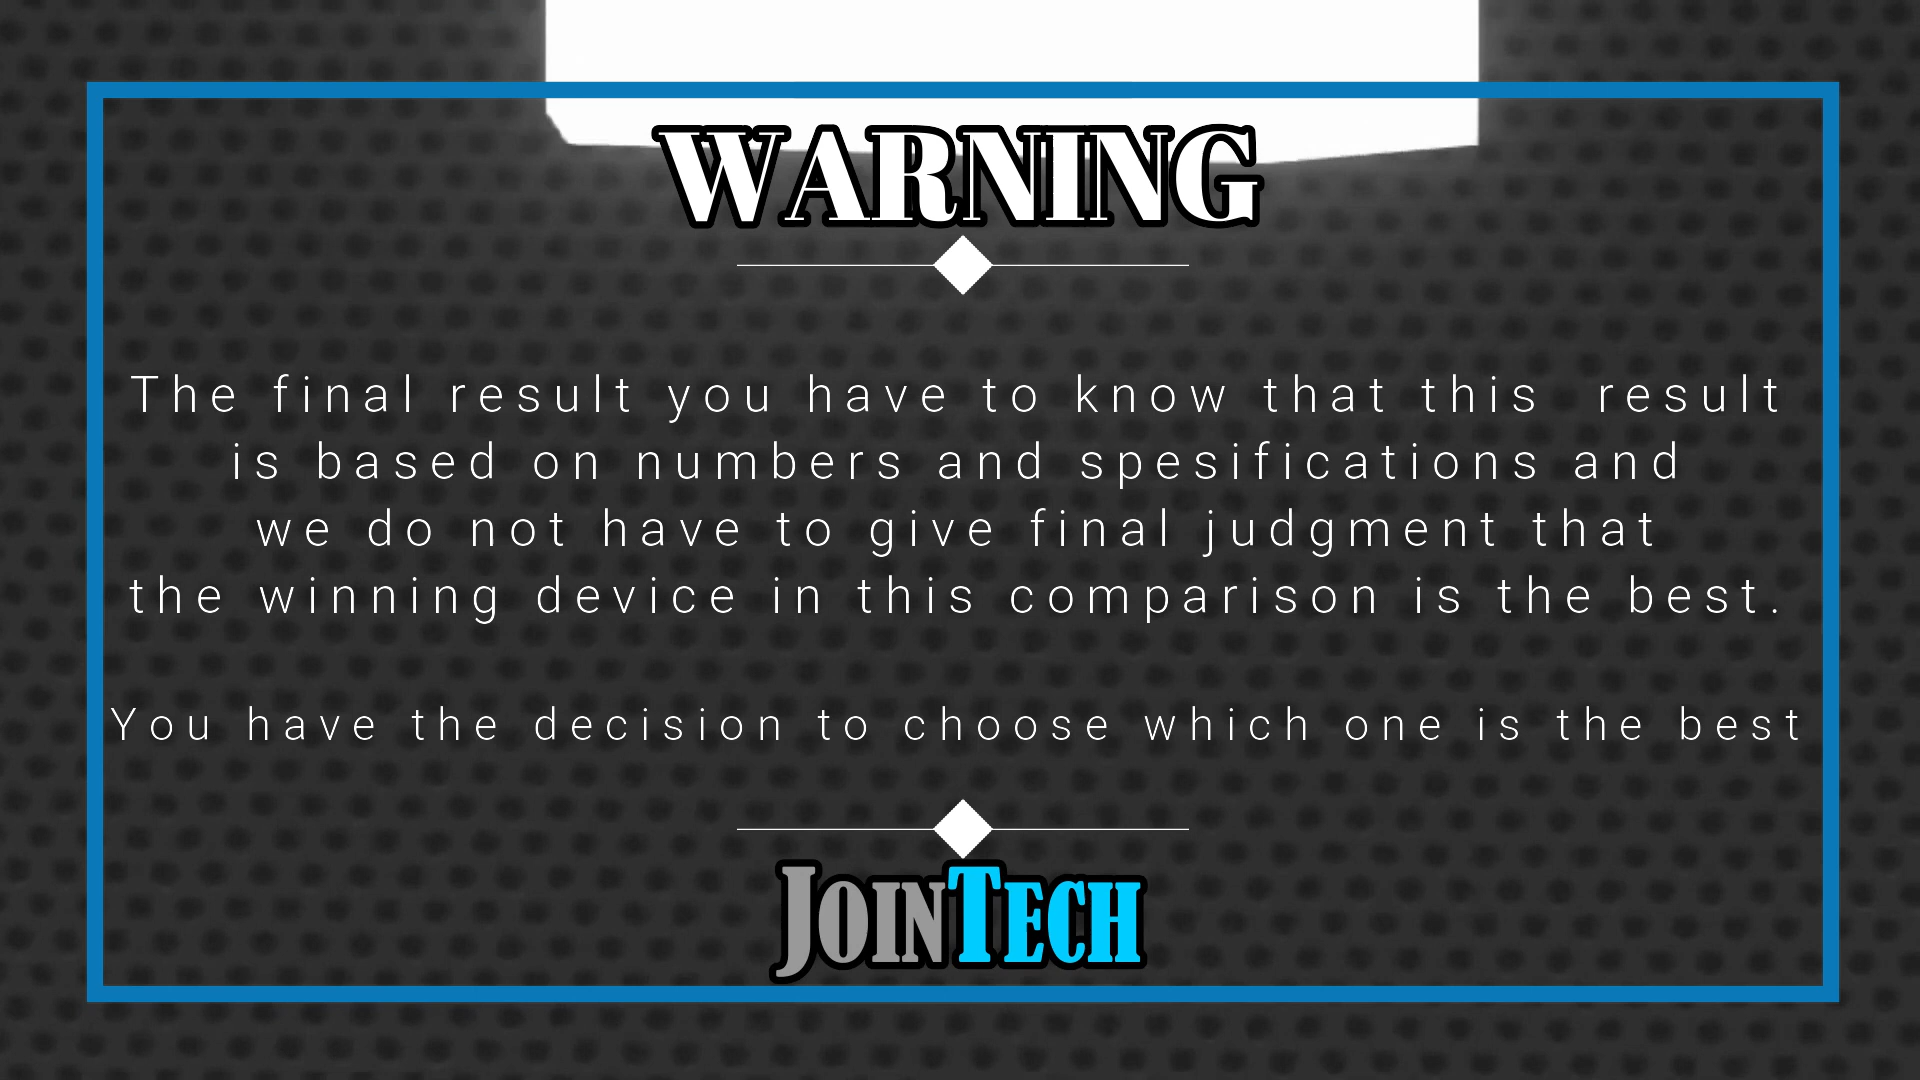 WARNING
The final result you have to know that this result
is based on numbers and spesifications and
we do not have to give final judgment that
the winning device in this comparison is the best.
You have the decision to choose which one is the best
JOINTECH